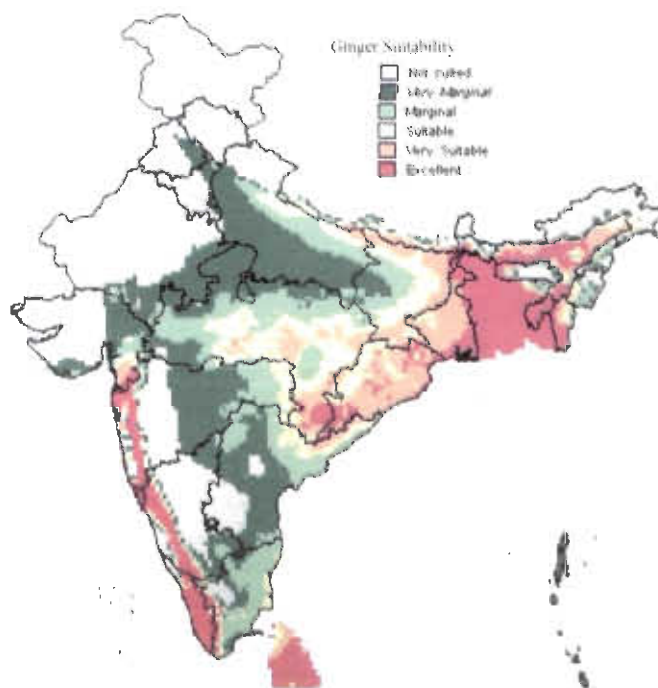 Ginger Suitability
Not suited
Very Marginal
Marginal
Suitable
Very Suitable
Excellent